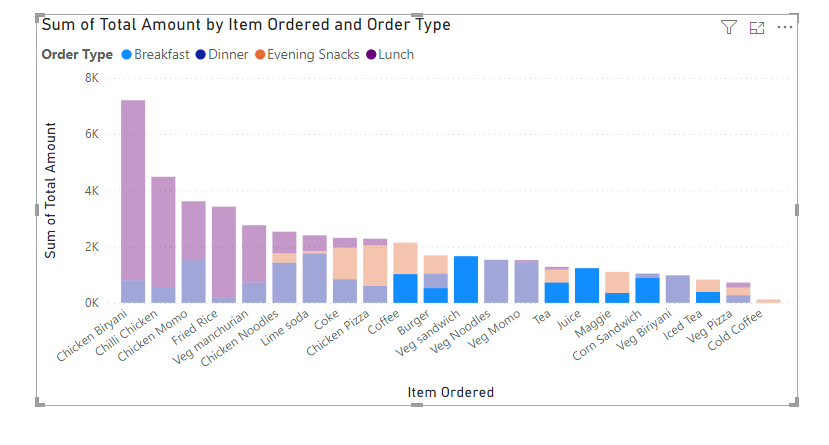 Sum of Total Amount by Item Ordered and Order Type
Order Type Breakfast Dinner Evening Snacks Lunch
8K
6K
4K
2K
0K
Sum of Total Amount
Chicken Biryani
Chilli Chicken
Chicken Momo
Fried Rice
Veg manchurian
Chicken Noodles
Lime soda
Coke
Chicken Pizza
Coffee
Burger
Veg sandwich
Veg Noodles
Veg Momo
Tea
Juice
Maggie
Corn Sandwich
Veg Biriyani
Iced Tea
Veg Pizza
Cold Coffee
Item Ordered